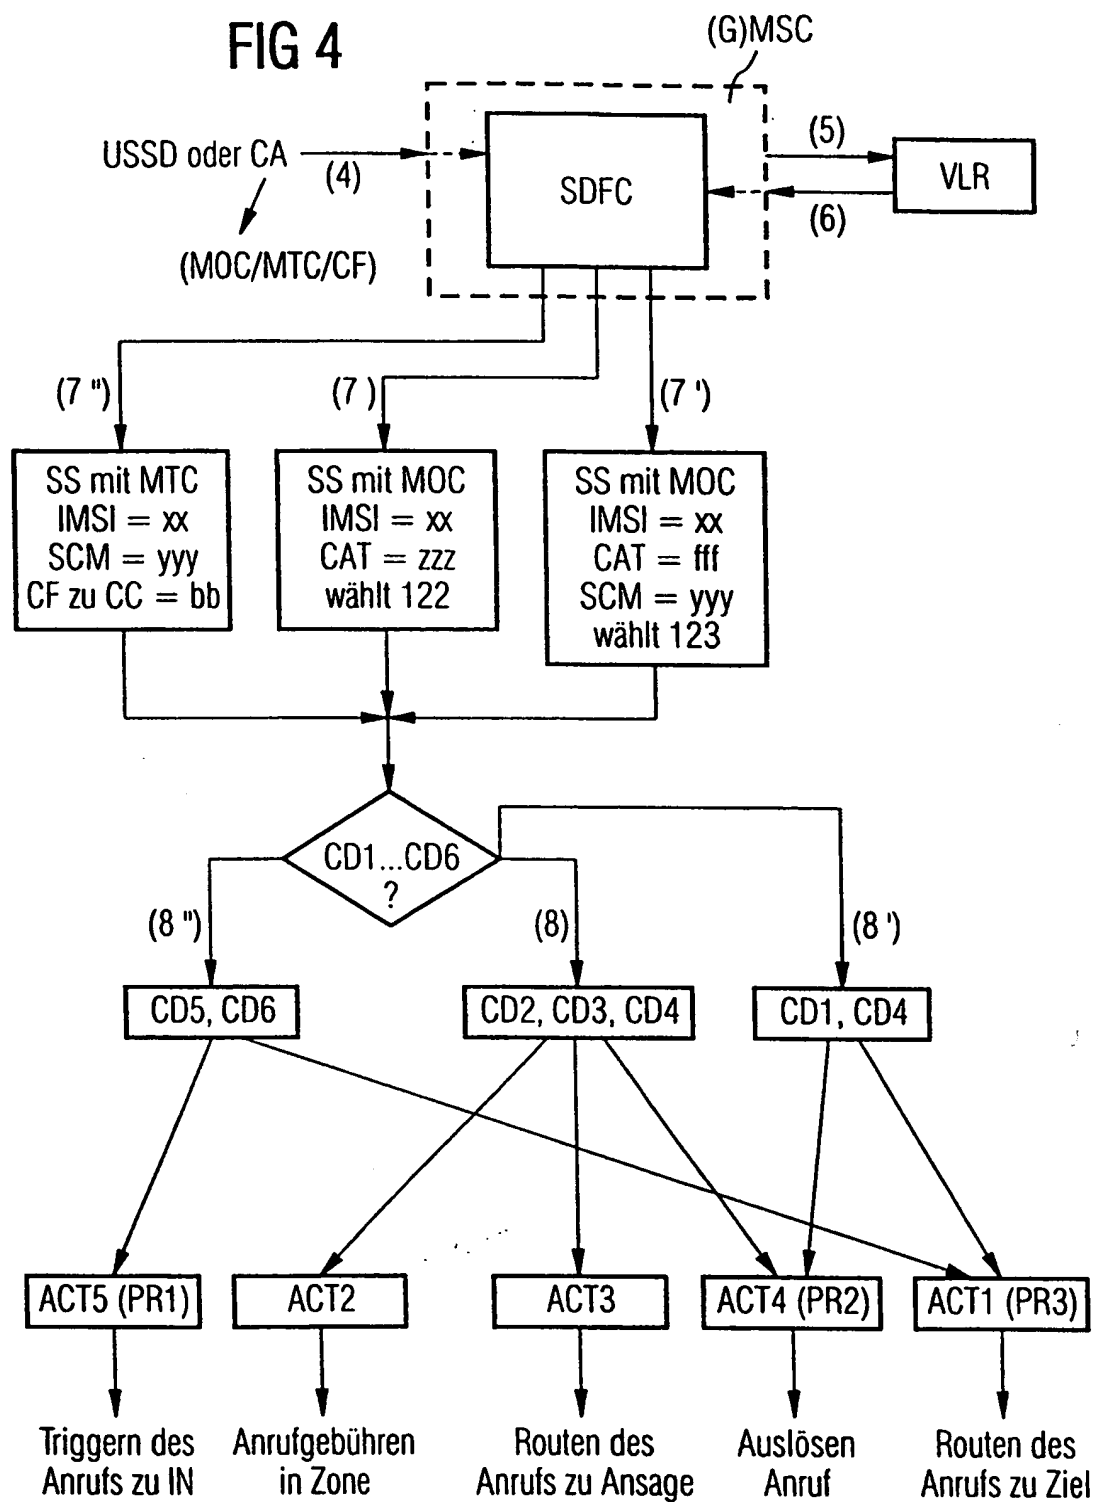 FIG 4
(G)MSC
USSD oder CA
(4)
(MOC/MTC/CF)
SDFC
(5)
(6)
VLR
(7 ")
(7 )
(7 ')
SS mit MTC
IMSI = xx
SCM = yyy
CF zu CC = bb
SS mit MOC
IMSI = xx
CAT = zzz
wählt 122
SS mit MOC
IMSI = xx
CAT = fff
SCM = yyy
wählt 123
CD1...CD6
?
(8 ")
(8)
(8 ')
CD5, CD6
CD2, CD3, CD4
CD1, CD4
ACT5 (PR1)
ACT2
ACT3
ACT4 (PR2)
ACT1 (PR3)
Triggern des
Anrufs zu IN
Anrufgebühren
in Zone
Routen des
Anrufs zu Ansage
Auslösen
Anruf
Routen des
Anrufs zu Ziel